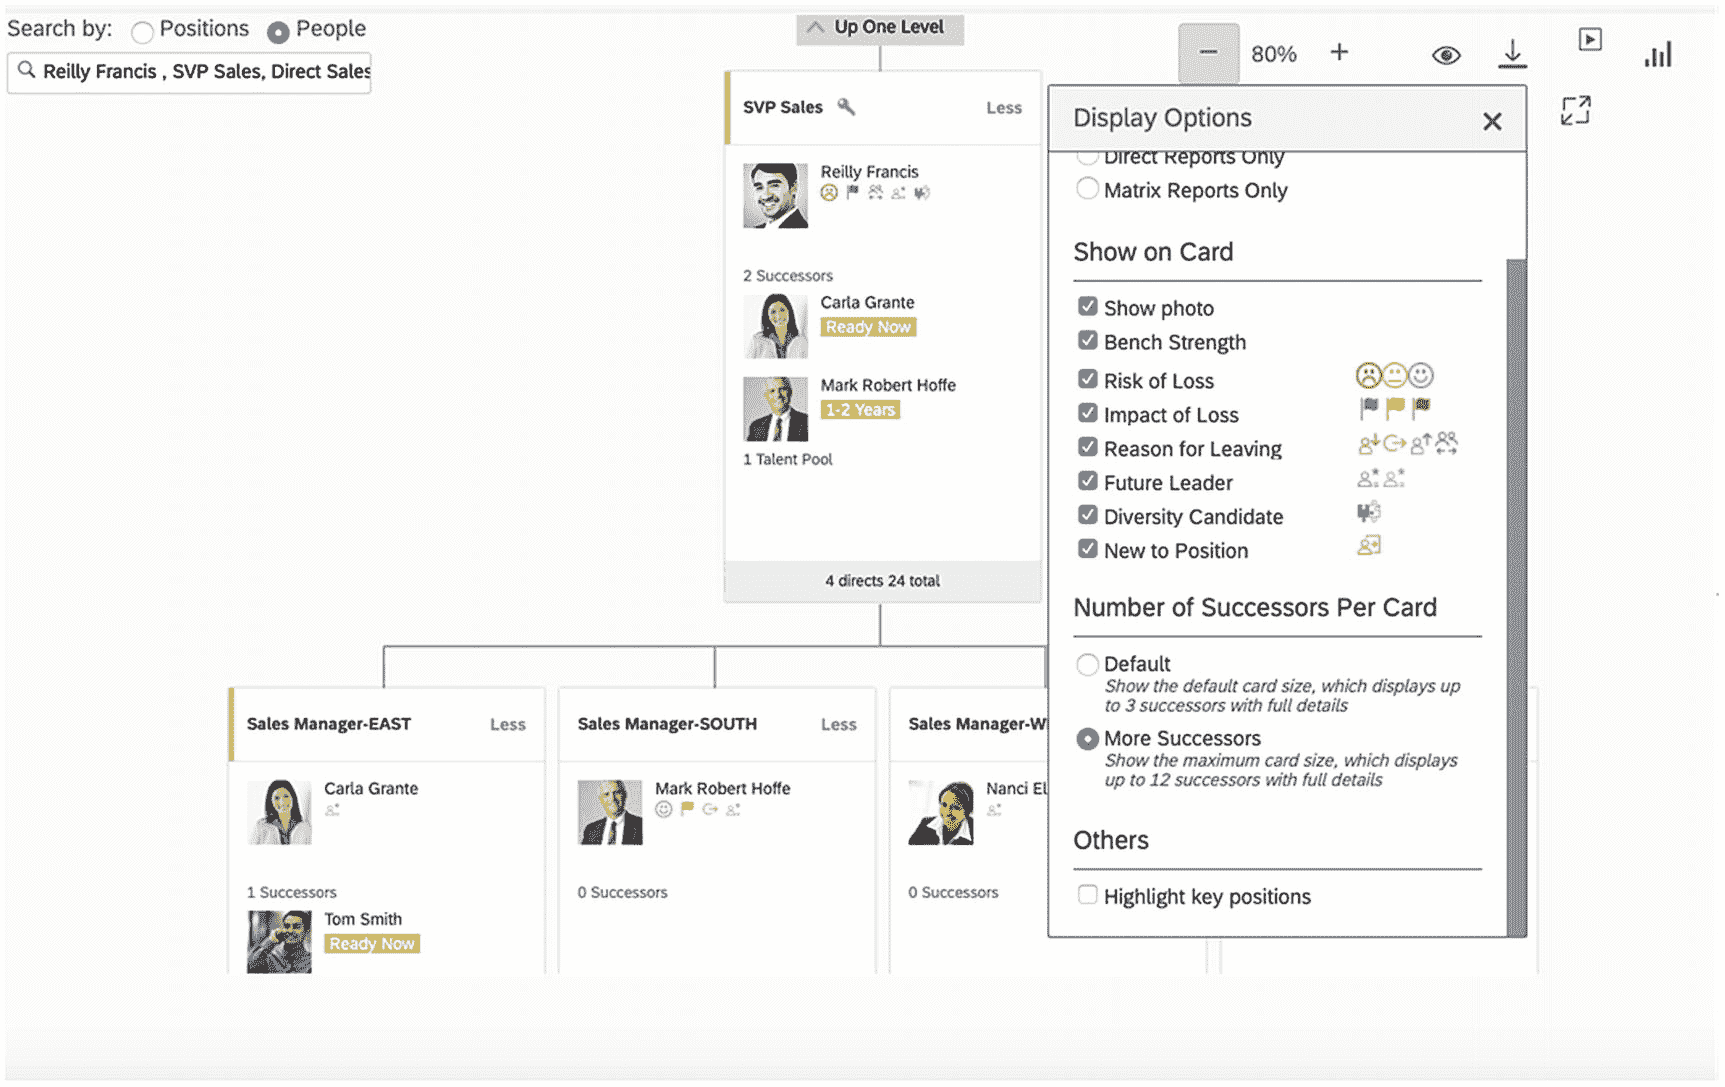 Search by: Positions People
Reilly Francis , SVP Sales, Direct Sales
Up One Level
80%
SVP Sales Less
Reilly Francis
2 Successors
Carla Grante
Ready Now
Mark Robert Hoffe
1-2 Years
1 Talent Pool
4 directs 24 total
Sales Manager-EAST Less
Carla Grante
1 Successors
Tom Smith
Ready Now
Sales Manager-SOUTH Less
Mark Robert Hoffe
0 Successors
Sales Manager-W
Nanci El
0 Successors
Display Options
Direct Reports Only
Matrix Reports Only
Show on Card
Show photo
Bench Strength
Risk of Loss
Impact of Loss
Reason for Leaving
Future Leader
Diversity Candidate
New to Position
Number of Successors Per Card
Default
Show the default card size, which displays up
to 3 successors with full details
More Successors
Show the maximum card size, which displays
up to 12 successors with full details
Others
Highlight key positions